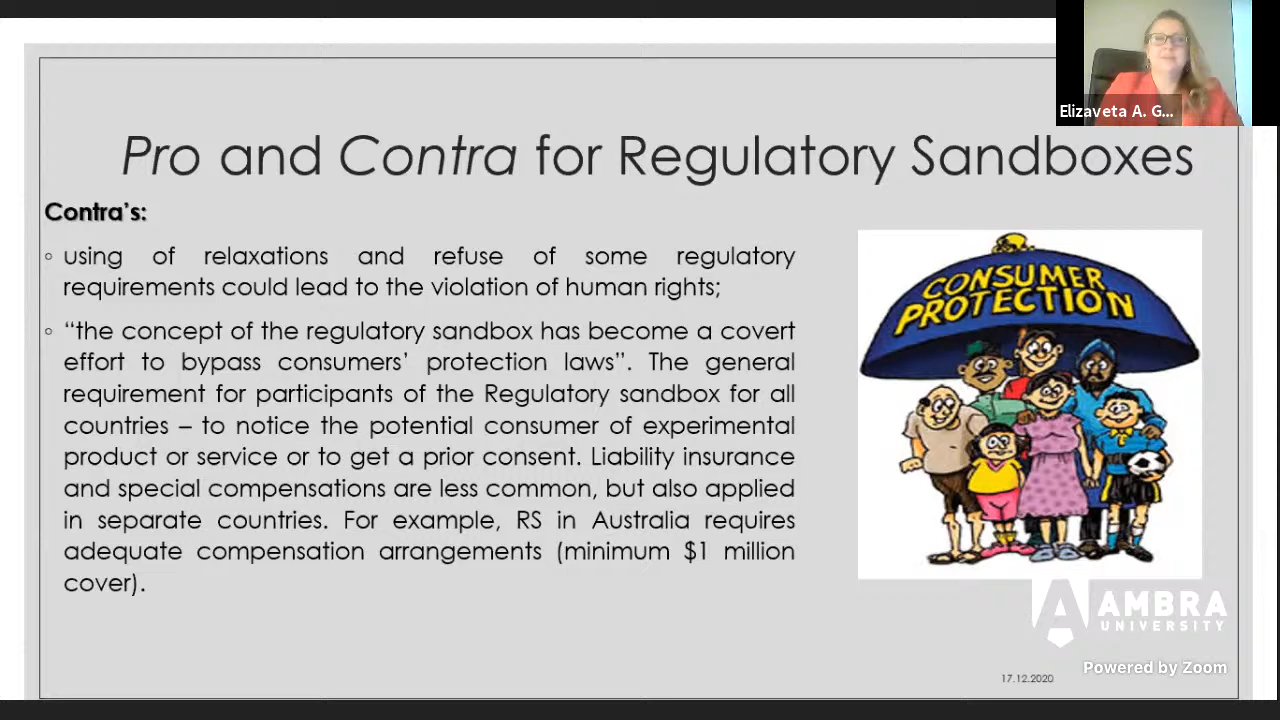 Elizaveta A. G...
Pro and Contra for Regulatory Sandboxes
Contra's:
◦ using of relaxations and refuse of some regulatory
requirements could lead to the violation of human rights;
◦ “the concept of the regulatory sandbox has become a covert
effort to bypass consumers’ protection laws”. The general
requirement for participants of the Regulatory sandbox for all
countries – to notice the potential consumer of experimental
product or service or to get a prior consent. Liability insurance
and special compensations are less common, but also applied
in separate countries. For example, RS in Australia requires
adequate compensation arrangements (minimum $1 million
cover).
CONSUMER
PROTECTION
AMBRA
UNIVERSITY
Powered by Zoom
17.12.2020